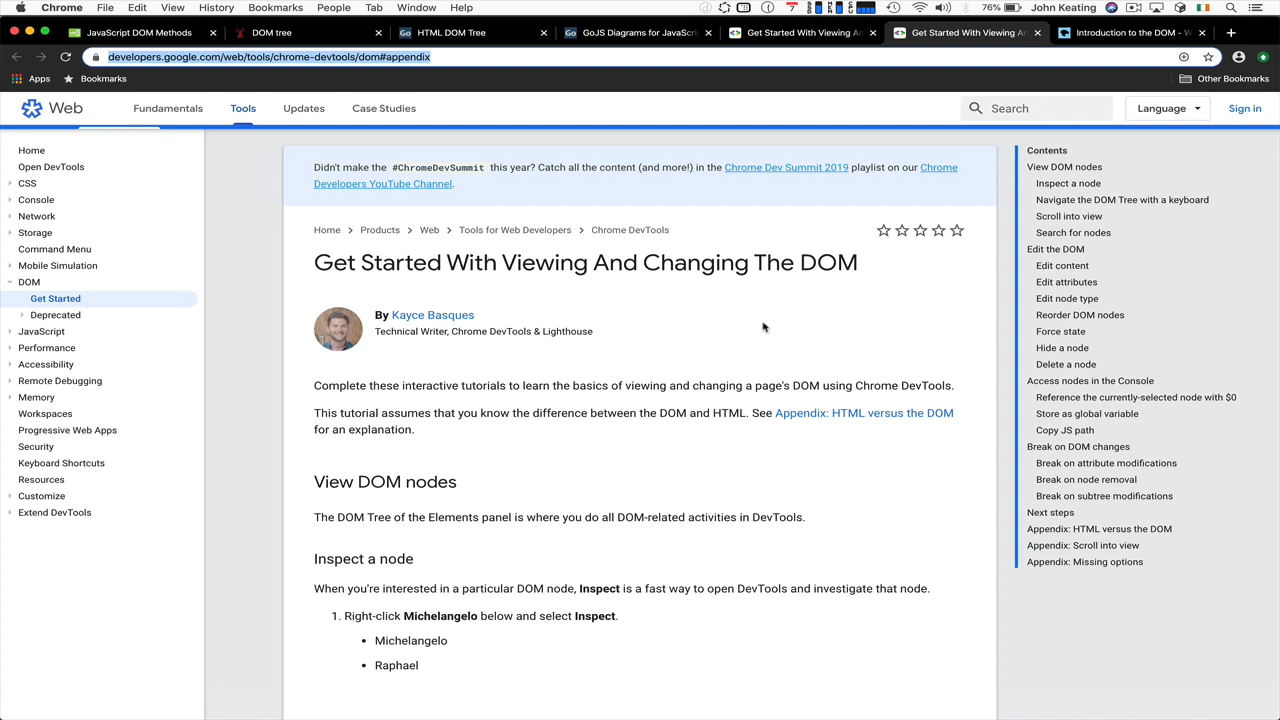 Chrome File Edit View History Bookmarks People Tab Window Help 7 76% John Keating
JavaScript DOM Methods DOM tree HTML DOM Tree GoJS Diagrams for JavaScri Get Started With Viewing An Get Started With Viewing An Introduction to the DOM - W
developers.google.com/web/tools/chrome-devtools/dom#appendix
Apps Bookmarks Other Bookmarks
Web Fundamentals Tools Updates Case Studies Search Language Sign in
Home
Open DevTools
CSS
Console
Network
Storage
Command Menu
Mobile Simulation
DOM
Get Started
Deprecated
JavaScript
Performance
Accessibility
Remote Debugging
Memory
Workspaces
Progressive Web Apps
Security
Keyboard Shortcuts
Resources
Customize
Extend DevTools
Didn't make the #ChromeDevSummit this year? Catch all the content (and more!) in the Chrome Dev Summit 2019 playlist on our Chrome
Developers YouTube Channel.
Home > Products > Web > Tools for Web Developers > Chrome DevTools
Get Started With Viewing And Changing The DOM
By Kayce Basques
Technical Writer, Chrome DevTools & Lighthouse
Complete these interactive tutorials to learn the basics of viewing and changing a page's DOM using Chrome DevTools.
This tutorial assumes that you know the difference between the DOM and HTML. See Appendix: HTML versus the DOM
for an explanation.
View DOM nodes
The DOM Tree of the Elements panel is where you do all DOM-related activities in DevTools.
Inspect a node
When you're interested in a particular DOM node, Inspect is a fast way to open DevTools and investigate that node.
1. Right-click Michelangelo below and select Inspect.
• Michelangelo
• Raphael
Contents
View DOM nodes
Inspect a node
Navigate the DOM Tree with a keyboard
Scroll into view
Search for nodes
Edit the DOM
Edit content
Edit attributes
Edit node type
Reorder DOM nodes
Force state
Hide a node
Delete a node
Access nodes in the Console
Reference the currently-selected node with $0
Store as global variable
Copy JS path
Break on DOM changes
Break on attribute modifications
Break on node removal
Break on subtree modifications
Next steps
Appendix: HTML versus the DOM
Appendix: Scroll into view
Appendix: Missing options